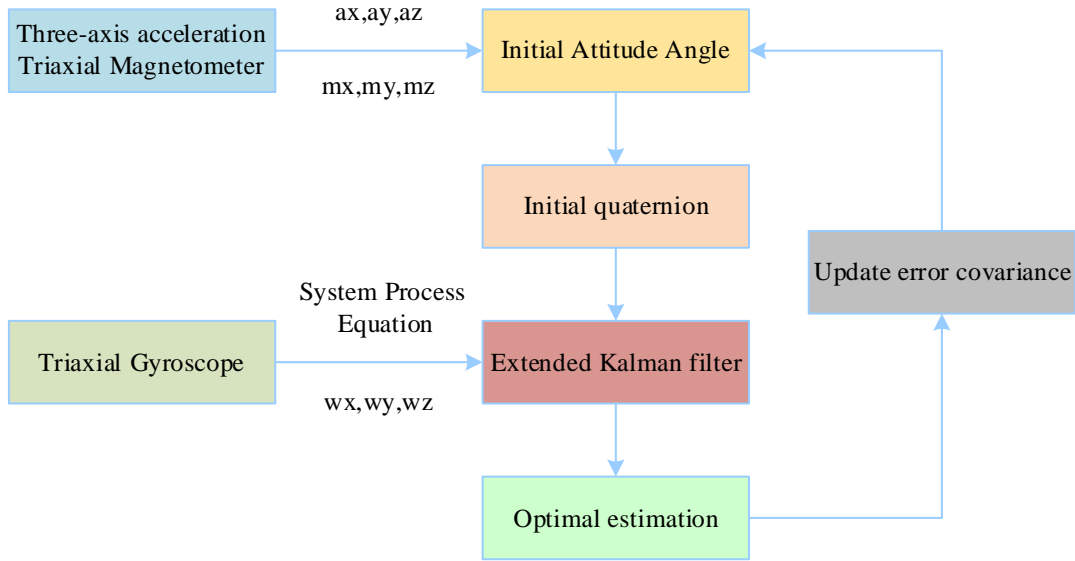 ax,ay,az
Three-axis acceleration
Triaxial Magnetometer
Initial Attitude Angle
mx,my,mz
Initial quaternion
Update error covariance
System Process
Equation
Triaxial Gyroscope
Extended Kalman filter
wx,wy,wz
Optimal estimation